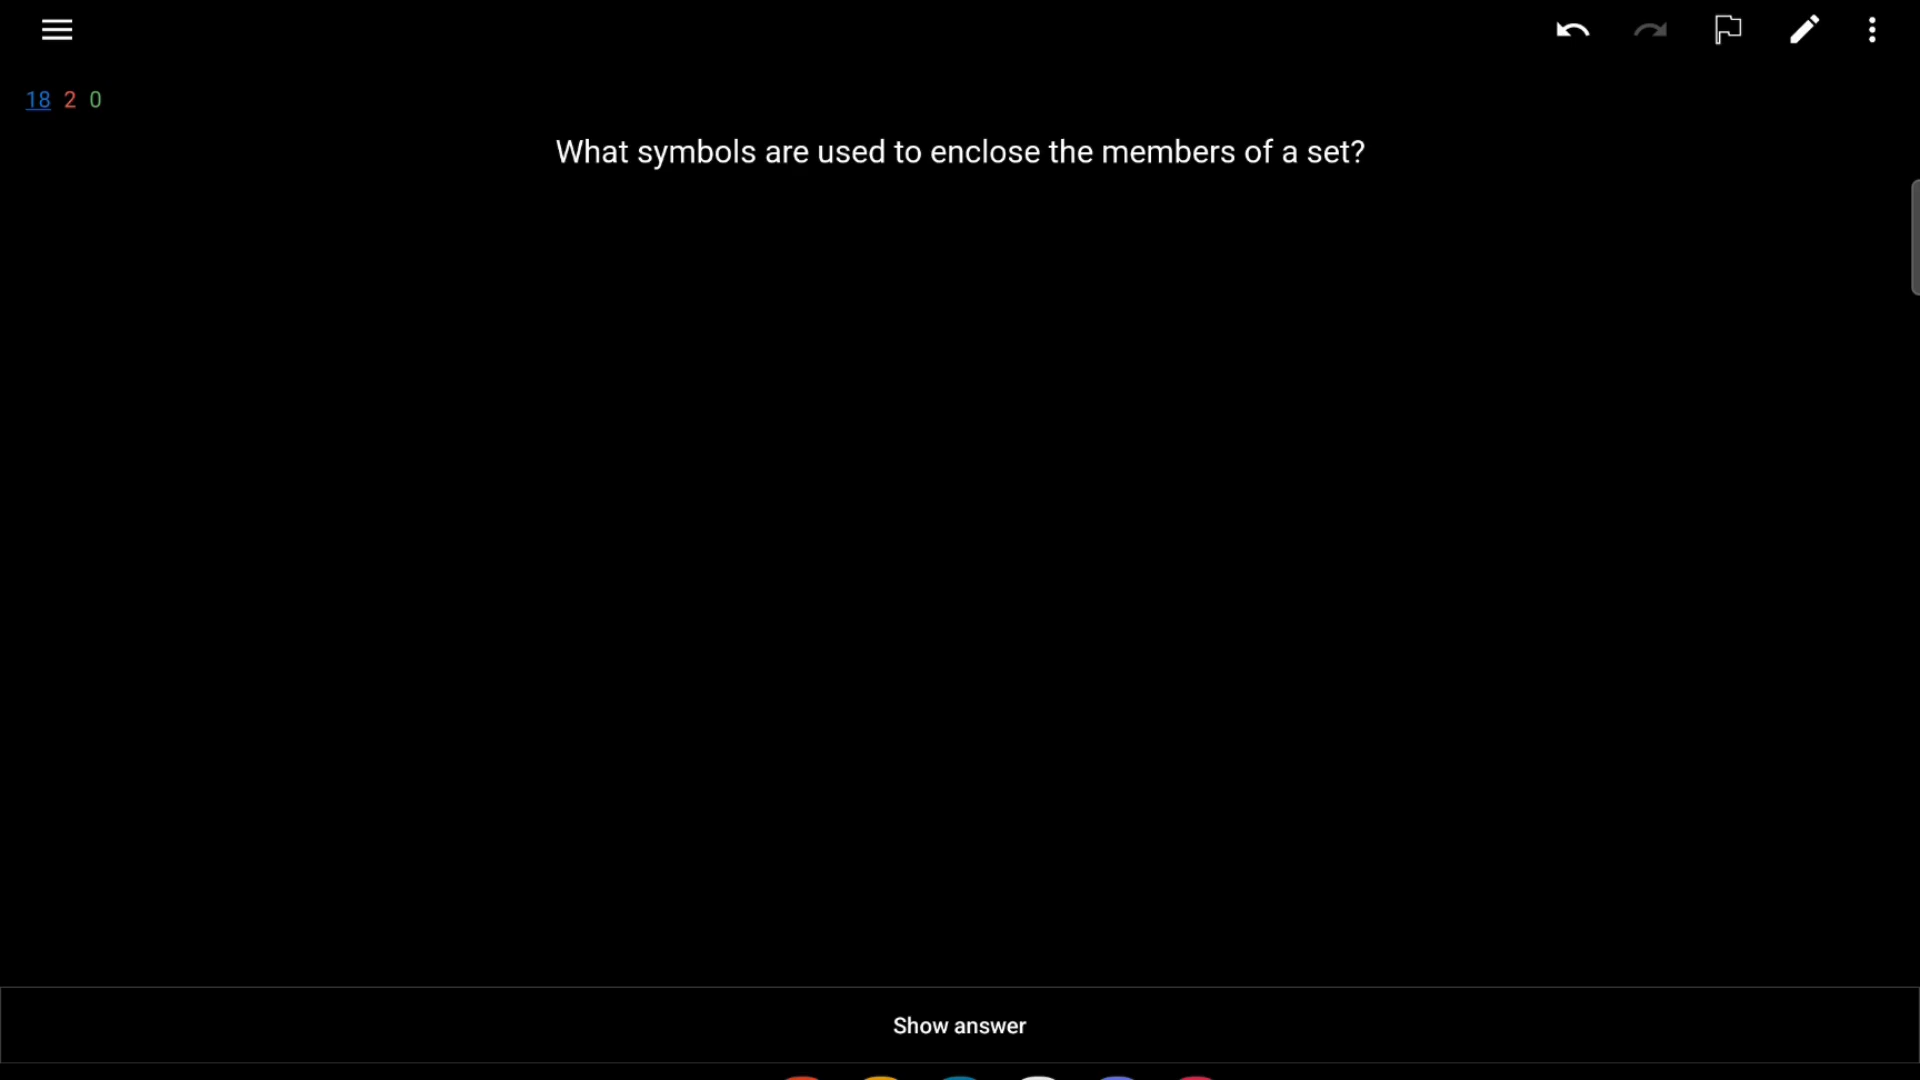 18 2 0
What symbols are used to enclose the members of a set?
Show answer